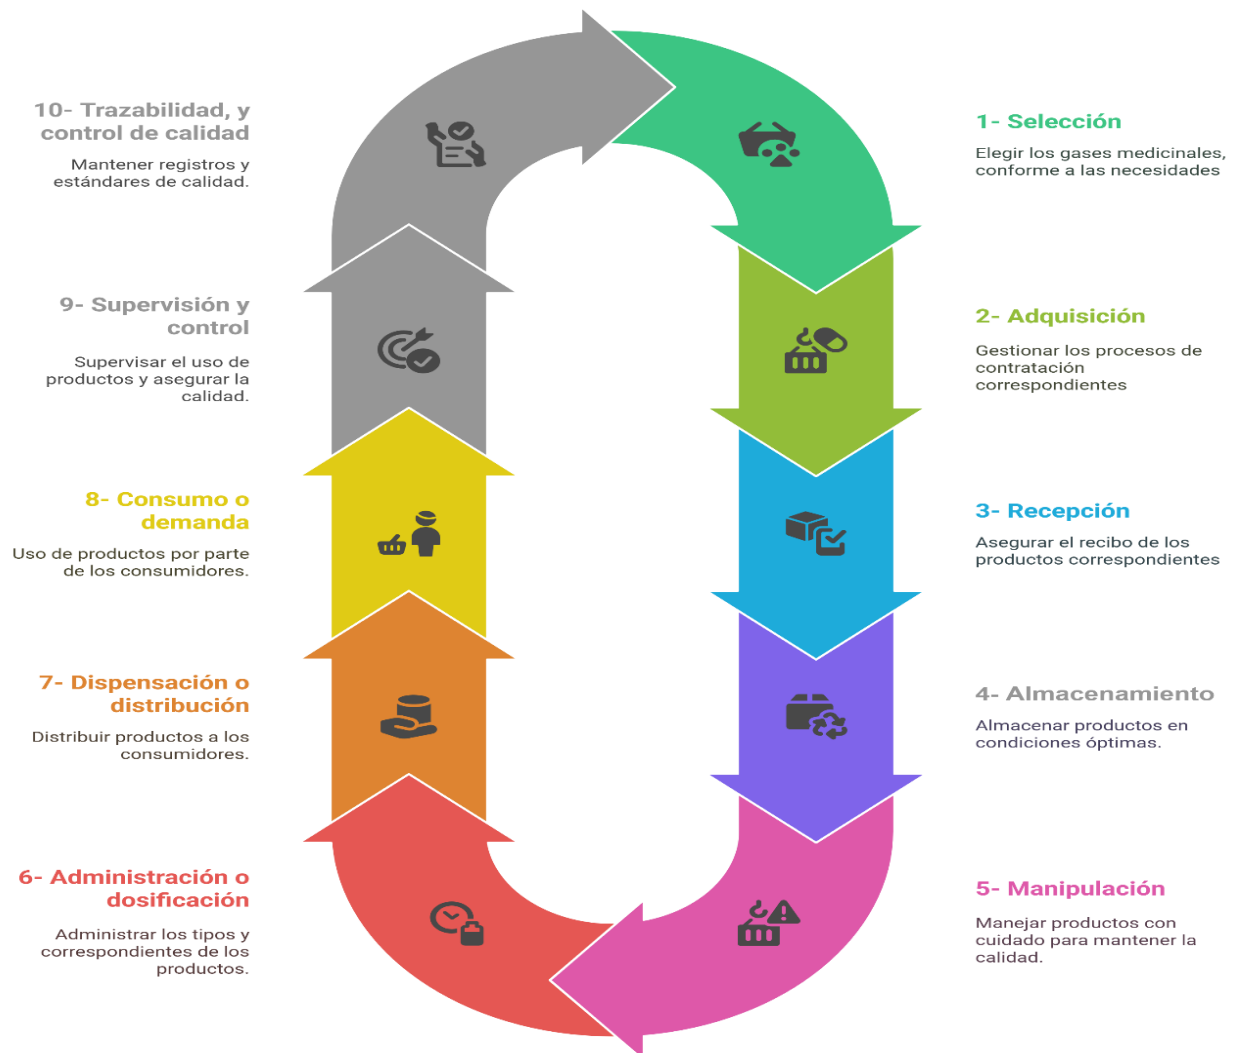 1- Selección
Elegir los gases medicinales,
conforme a las necesidades
2- Adquisición
Gestionar los procesos de
contratación
correspondientes
3- Recepción
Asegurar el recibo de los
productos correspondientes
4- Almacenamiento
Almacenar productos en
condiciones óptimas.
5- Manipulación
Manejar productos con
cuidado para mantener la
calidad.
6- Administración o
dosificación
Administrar los tipos y
correspondientes de los
productos.
7- Dispensación o
distribución
Distribuir productos a los
consumidores.
8- Consumo o
demanda
Uso de productos por parte
de los consumidores.
9- Supervisión y
control
Supervisar el uso de
productos y asegurar la
calidad.
10- Trazabilidad, y
control de calidad
Mantener registros y
estándares de calidad.